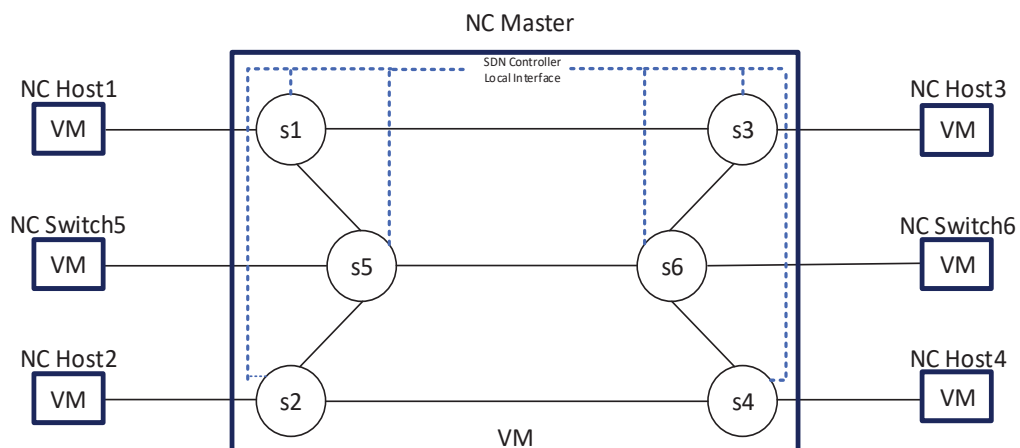 NC Master
SDN Controller
Local Interface
NC Host1
VM
s1
s3
NC Host3
VM
NC Switch5
VM
s5
s6
NC Switch6
VM
NC Host2
VM
s2
s4
NC Host4
VM
VM